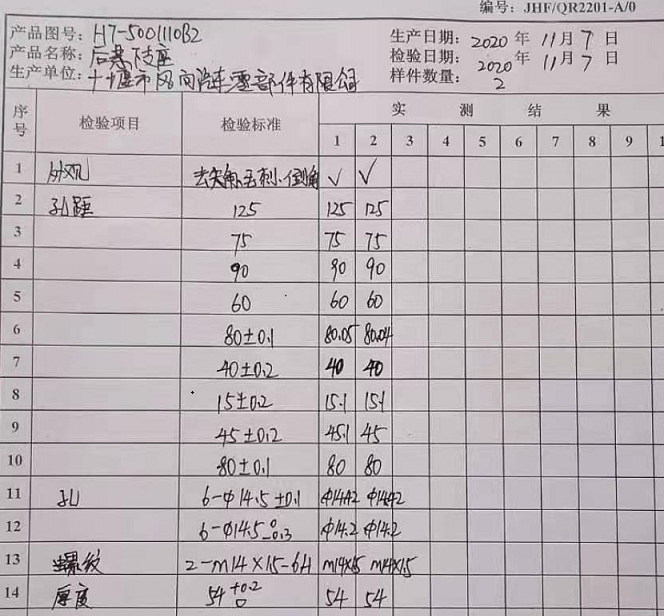 编号: JHF/QR2201-A/0
产品图号: H7-5001110B2
生产日期: 2020 年 11 月 7 日
产品名称: 后悬下支座
检验日期: 2020 年 11 月 7 日
生产单位: 十堰市风向汽车零部件有限公司
样件数量: 2
序号 检验项目 检验标准 实测结果
1 2 3 4 5 6 7 8 9 1
1 外观 去尖角.毛刺.倒角 √ √
2 孔距 125 125 125
3 75 75 75
4 90 90 90
5 60 60 60
6 80±0.1 80.05 80.04
7 40±0.2 40 40
8 15±0.2 15.1 15.1
9 45±0.2 45.1 45
10 80±0.1 80 80
11 孔 6-φ14.5±0.1 φ14.42 φ14.42
12 6-φ14.5 0 -0.3 φ14.2 φ14.2
13 螺纹 2-M14×1.5-6H M14×1.5 M14×1.5
14 厚度 54 +0.2 0 54 54